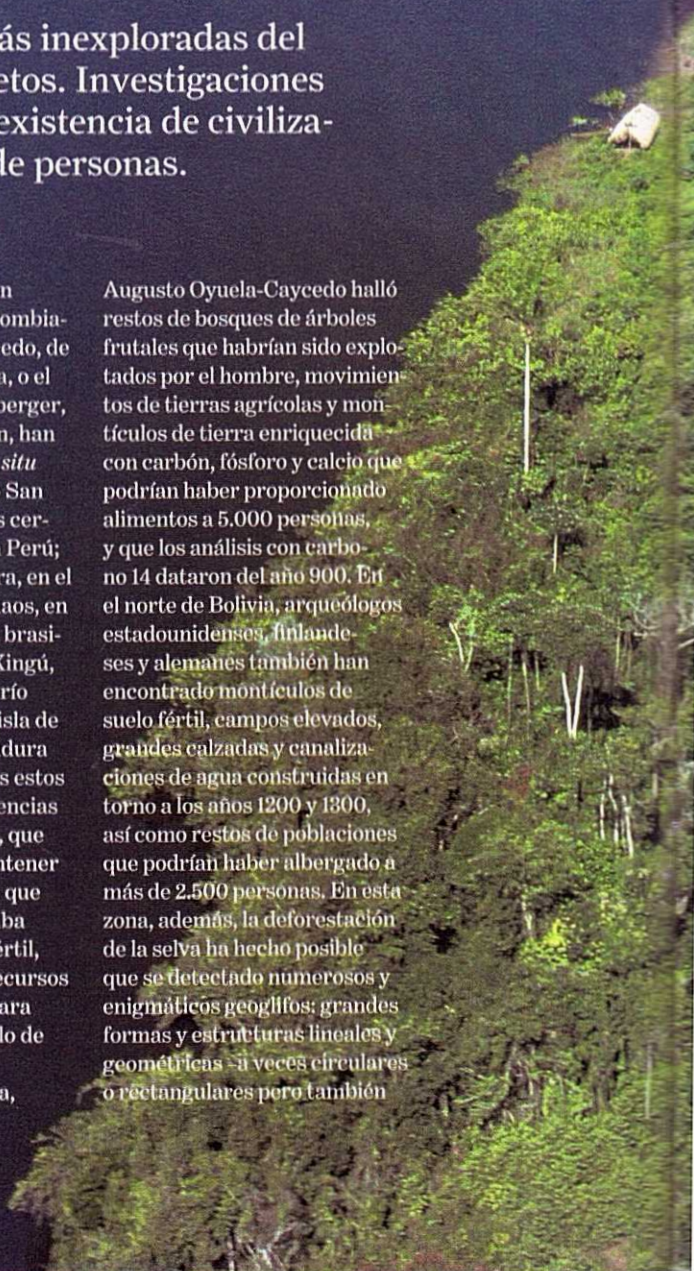 ás inexploradas del
etos. Investigaciones
existencia de civiliza-
le personas.
n
ombia-
edo, de
a, o el
berger,
n, han
situ
San
s cer-
Perú;
ra, en el
aos, en
brasi-
Xingú,
río
isla de
dura
s estos
encias
, que
ntener
que
ba
értil,
ecursos
ara
lo de
a,
Augusto Oyuela-Caycedo halló
restos de bosques de árboles
frutales que habrían sido explo-
tados por el hombre, movimien-
tos de tierras agrícolas y mon-
tículos de tierra enriquecida
con carbón, fósforo y calcio que
podrían haber proporcionado
alimentos a 5.000 personas,
y que los análisis con carbo-
no 14 dataron del año 900. En
el norte de Bolivia, arqueólogos
estadounidenses, finlande-
ses y alemanes también han
encontrado montículos de
suelo fértil, campos elevados,
grandes calzadas y canaliza-
ciones de agua construidas en
torno a los años 1200 y 1300,
así como restos de poblaciones
que podrían haber albergado a
más de 2.500 personas. En esta
zona, además, la deforestación
de la selva ha hecho posible
que se detectado numerosos y
enigmáticos geoglifos: grandes
formas y estructuras lineales y
geométricas –a veces circulares
o rectangulares pero también